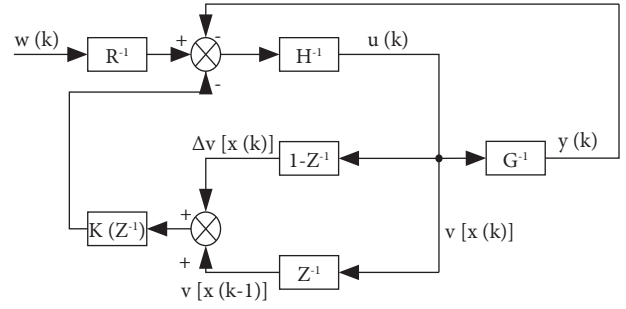 w (k)
R⁻¹
+
-
-
H⁻¹
u (k)
Δv [x (k)]
1-Z⁻¹
G⁻¹
y (k)
+
K (Z⁻¹)
+
Z⁻¹
v [x (k)]
v [x (k-1)]